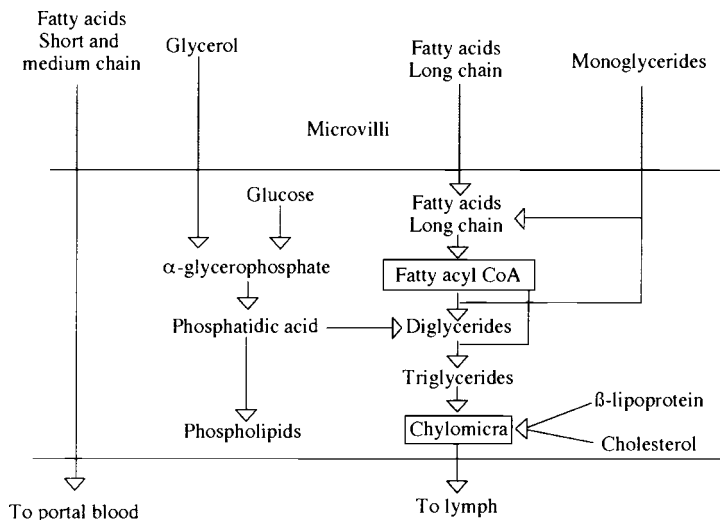 Fatty acids
Short and
medium chain
Glycerol
Fatty acids
Long chain
Monoglycerides
Microvilli
Glucose
Fatty acids
Long chain
α-glycerophosphate
Fatty acyl CoA
Phosphatidic acid
Diglycerides
Triglycerides
ß-lipoprotein
Phospholipids
Chylomicra
Cholesterol
To portal blood
To lymph